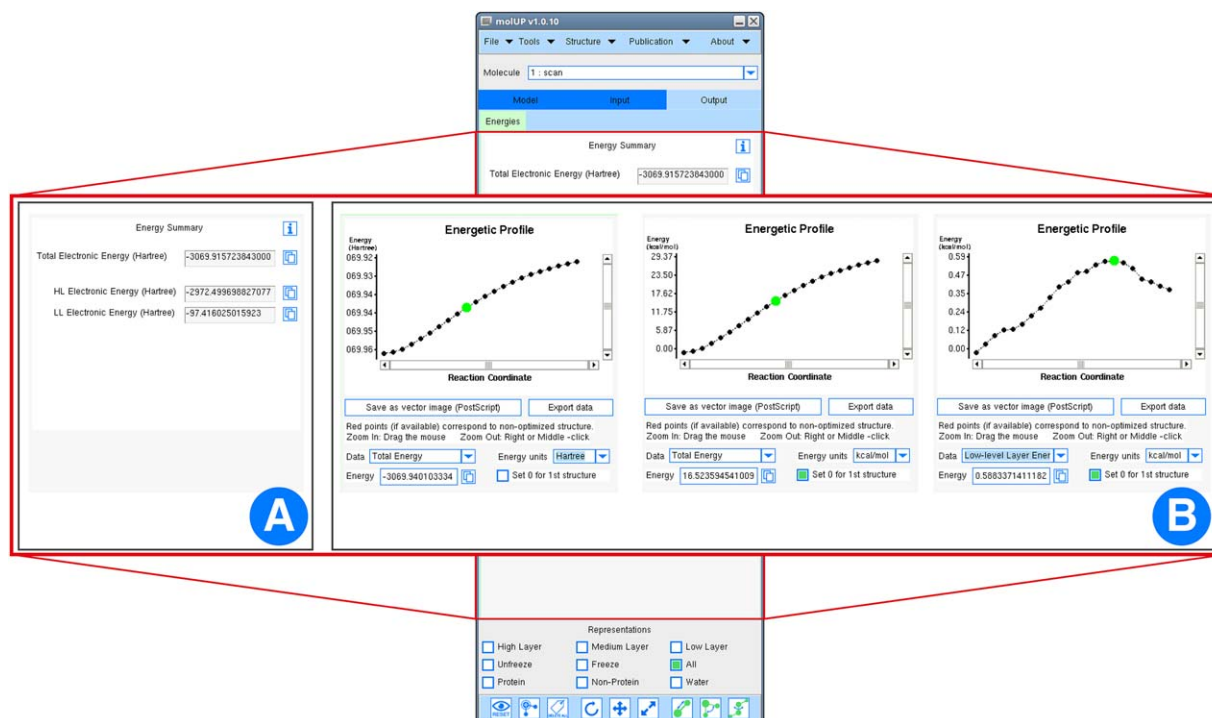 molUP v1.0.10
File Tools Structure Publication About
Molecule 1 : scan
Model Input Output
Energies
Energy Summary
Total Electronic Energy (Hartree) -3069.915723843000
Energy Summary
Total Electronic Energy (Hartree) -3069.915723843000
HL Electronic Energy (Hartree) -2972.499698827077
LL Electronic Energy (Hartree) -97.416025015923
A
Energetic Profile
Energy
(Hartree)
069.92
069.94
069.94
069.95
069.96
Reaction Coordinate
Save as vector image (PostScript) Export data
Red points (if available) correspond to non-optimized structure.
Zoom In: Drag the mouse Zoom Out: Right or Middle -click
Data Total Energy Energy units Hartree
Energy -3069.940103334 Set 0 for 1st structure
Energetic Profile
Energy
(kcal/mol)
29.37
23.50
17.62
11.75
5.87
0.00
Reaction Coordinate
Save as vector image (PostScript) Export data
Red points (if available) correspond to non-optimized structure.
Zoom In: Drag the mouse Zoom Out: Right or Middle -click
Data Total Energy Energy units kcal/mol
Energy 16.523594541009 Set 0 for 1st structure
Energetic Profile
Energy
(kcal/mol)
0.59
0.47
0.35
0.24
0.12
0.00
Reaction Coordinate
Save as vector image (PostScript) Export data
Red points (if available) correspond to non-optimized structure.
Zoom In: Drag the mouse Zoom Out: Right or Middle -click
Data Low-level Layer Ener Energy units kcal/mol
Energy 0.5883371411182 Set 0 for 1st structure
B
Representations
High Layer Medium Layer Low Layer
Unfreeze Freeze All
Protein Non-Protein Water
RESET